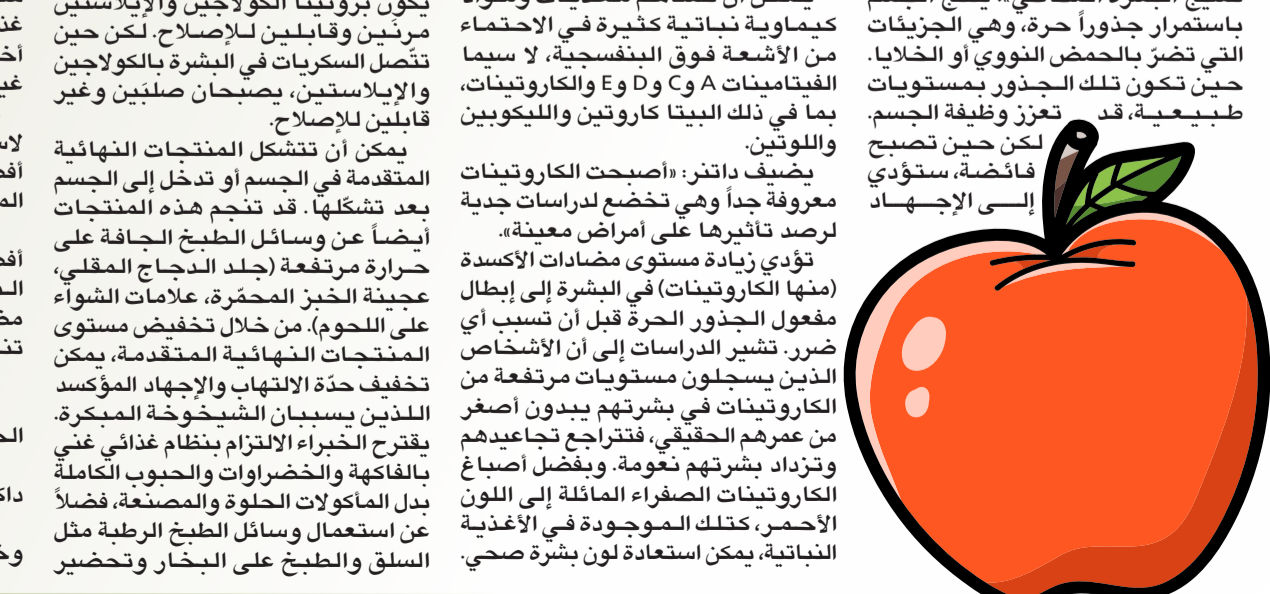 باستمرار جذوراً حرة، وهي الجزيئات
التي تضرّ بالحمض النووي أو الخلايا.
حين تكون تلك الجذور بمستويات
طبيعية، قد تعزز وظيفة الجسم.
لكن حين تصبح
فائضة، ستؤدي
إلى الإجهاد
كيماوية نباتية كثيرة في الاحتماء
من الأشعة فوق البنفسجية، لا سيما
الفيتامينات A وC وD وE والكاروتينات،
بما في ذلك البيتا كاروتين والليكوبين
واللوتين.
يضيف داتنر: «أصبحت الكاروتينات
معروفة جداً وهي تخضع لدراسات جدية
لرصد تأثيرها على أمراض معينة».
تؤدي زيادة مستوى مضادات الأكسدة
(منها الكاروتينات) في البشرة إلى إبطال
مفعول الجذور الحرة قبل أن تسبب أي
ضرر. تشير الدراسات إلى أن الأشخاص
الذين يسجلون مستويات مرتفعة من
الكاروتينات في بشرتهم يبدون أصغر
من عمرهم الحقيقي، فتتراجع تجاعيدهم
وتزداد بشرتهم نعومة. وبفضل أصباغ
الكاروتينات الصفراء المائلة إلى اللون
الأحمر، كتلك الموجودة في الأغذية
النباتية، يمكن استعادة لون بشرة صحي.
يكون بروتينا الكولاجين والإيلاستين
مرنَين وقابلين للإصلاح. لكن حين
تتّصل السكريات في البشرة بالكولاجين
والإيلاستين، يصبحان صلبَين وغير
قابلين للإصلاح.
يمكن أن تتشكل المنتجات النهائية
المتقدمة في الجسم أو تدخل إلى الجسم
بعد تشكّلها. قد تنجم هذه المنتجات
أيضاً عن وسائل الطبخ الجافة على
حرارة مرتفعة (جلد الدجاج المقلي،
عجينة الخبز المحمّرة، علامات الشواء
على اللحوم). من خلال تخفيض مستوى
المنتجات النهائية المتقدمة، يمكن
تخفيف حدّة الالتهاب والإجهاد المؤكسد
اللذين يسببان الشيخوخة المبكرة.
يقترح الخبراء الالتزام بنظام غذائي غني
بالفاكهة والخضراوات والحبوب الكاملة
بدل المأكولات الحلوة والمصنعة، فضلاً
عن استعمال وسائل الطبخ الرطبة مثل
السلق والطبخ على البخار وتحضير